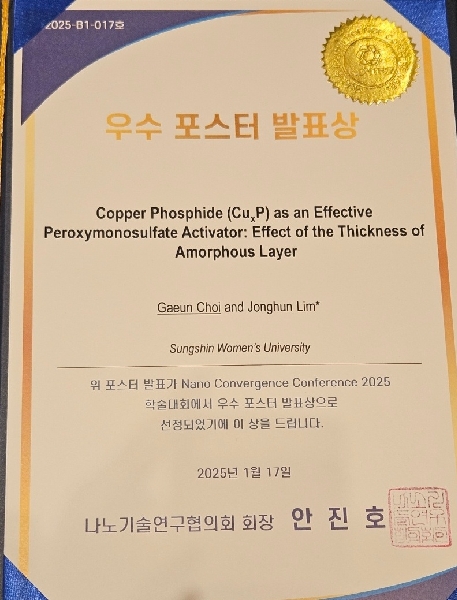 2025-B1-017호
우수 포스터 발표상
Copper Phosphide (CuxP) as an Effective
Peroxymonosulfate Activator: Effect of the Thickness of
Amorphous Layer
Gaeun Choi and Jonghun Lim*
Sungshin Women's University
위 포스터 발표가 Nano Convergence Conference 2025
학술대회에서 우수 포스터 발표상으로
선정되었기에 이 상을 드립니다.
2025년 1월 17일
나노기술연구협의회 회장 안 진 호